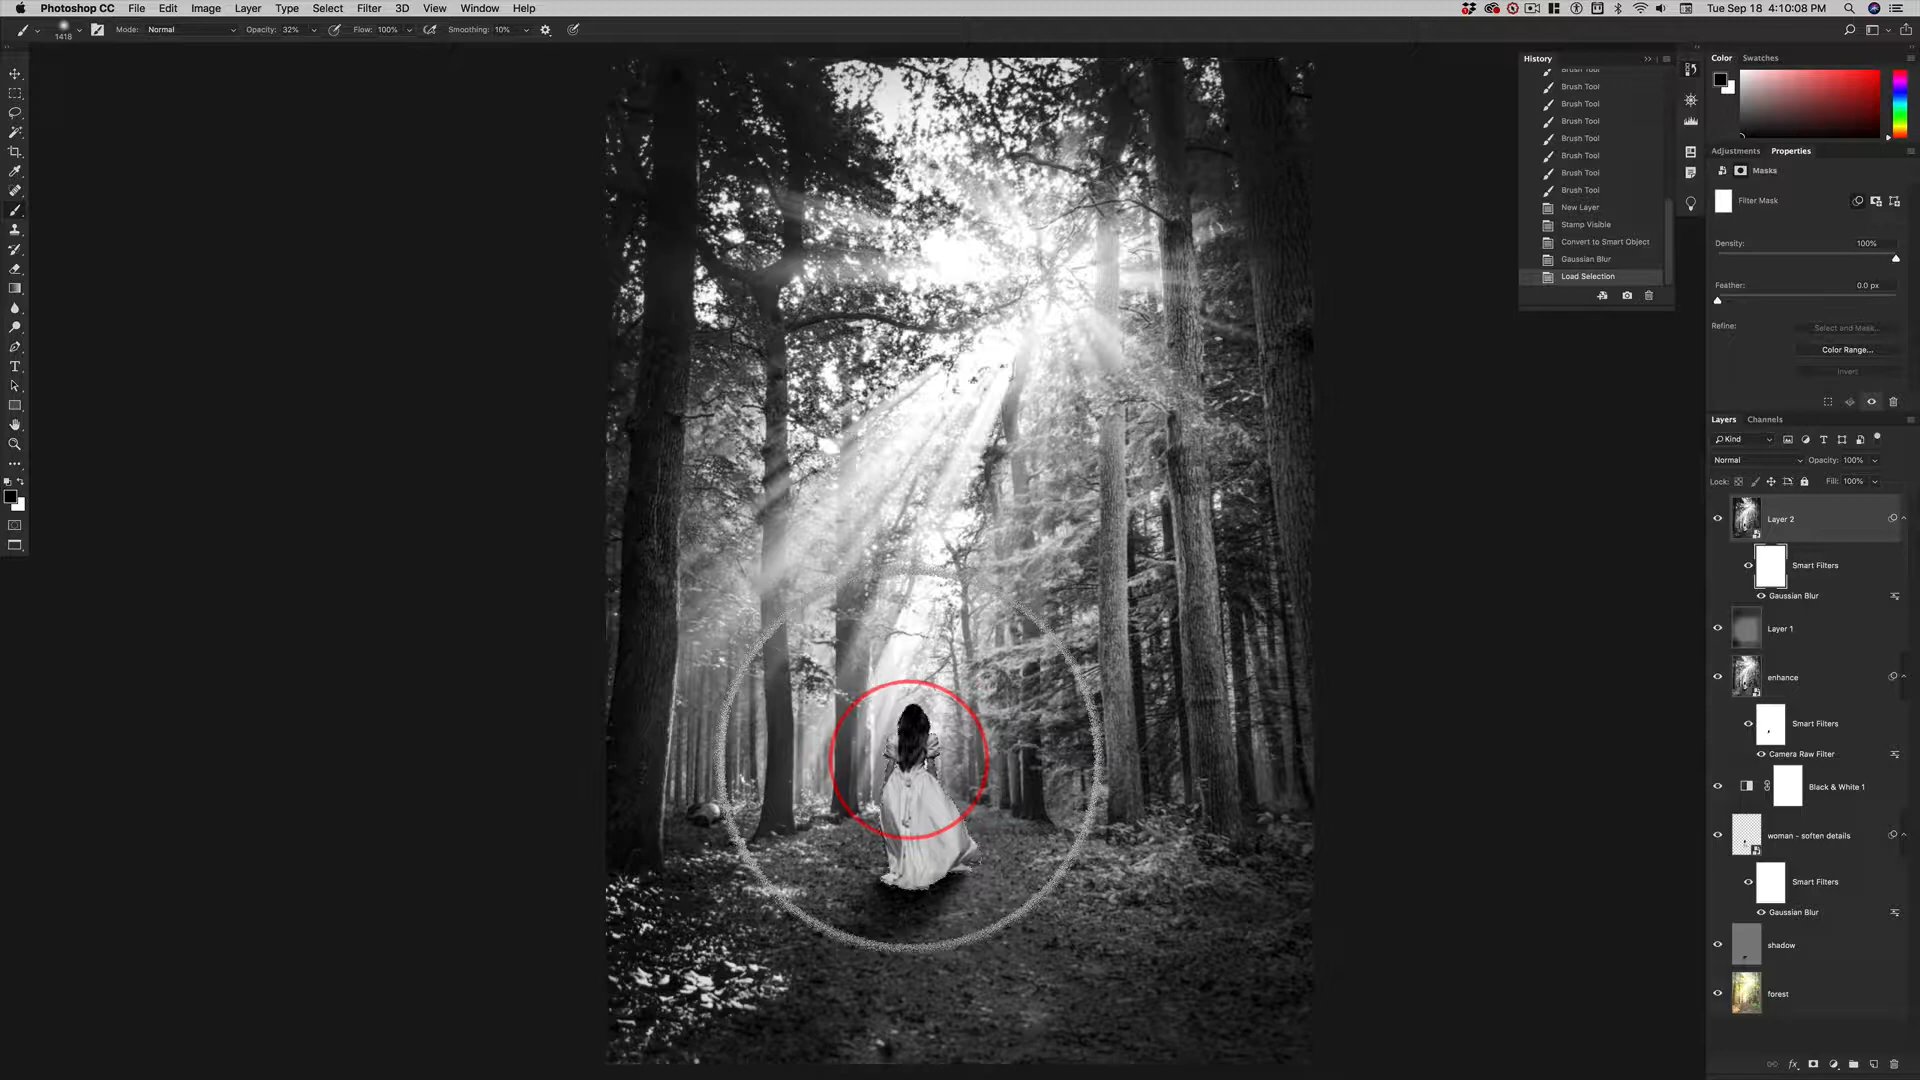 Photoshop CC File Edit Image Layer Type Select Filter 3D View Window Help Tue Sep 18 4:10:08 PM
1418 Mode: Normal Opacity: 32% Flow: 100% Smoothing: 10%
History
Brush Tool
Brush Tool
Brush Tool
Brush Tool
Brush Tool
Brush Tool
Brush Tool
Brush Tool
New Layer
Stamp Visible
Convert to Smart Object
Gaussian Blur
Load Selection
Color Swatches
Adjustments Properties
Masks
Filter Mask
Density: 100%
Feather: 0.0 px
Refine: Select and Mask...
Color Range...
Invert
Layers Channels
Kind
Normal Opacity: 100%
Lock: Fill: 100%
Layer 2
Smart Filters
Gaussian Blur
Layer 1
enhance
Smart Filters
Camera Raw Filter
Black & White 1
woman - soften details
Smart Filters
Gaussian Blur
shadow
forest